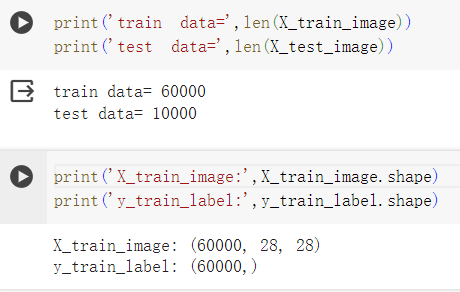 print('train  data=',len(X_train_image))
print('test  data=',len(X_test_image))
train data= 60000
test data= 10000
print('X_train_image:',X_train_image.shape)
print('y_train_label:',y_train_label.shape)
X_train_image: (60000, 28, 28)
y_train_label: (60000,)